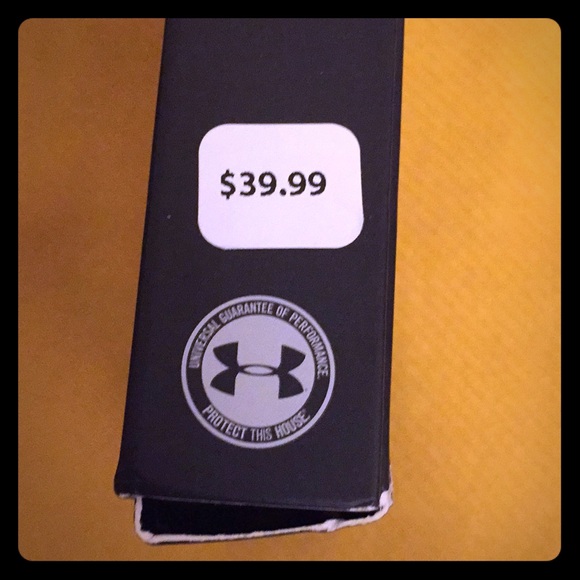 $39.99
UNIVERSAL GUARANTEE OF PERFORMANCE.
PROTECT THIS HOUSE